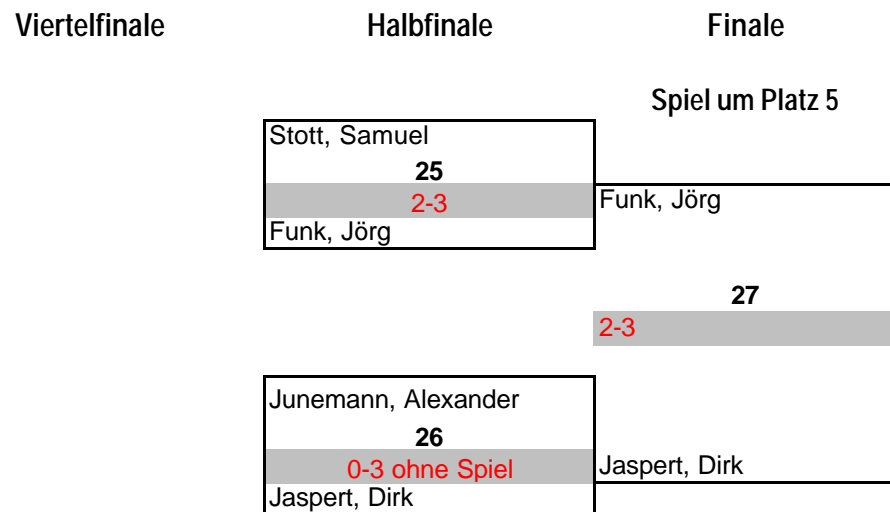 Viertelfinale Halbfinale Finale
Spiel um Platz 5
Stott, Samuel
25
2-3
Funk, Jörg
Funk, Jörg
27
2-3
Junemann, Alexander
26
0-3 ohne Spiel
Jaspert, Dirk
Jaspert, Dirk